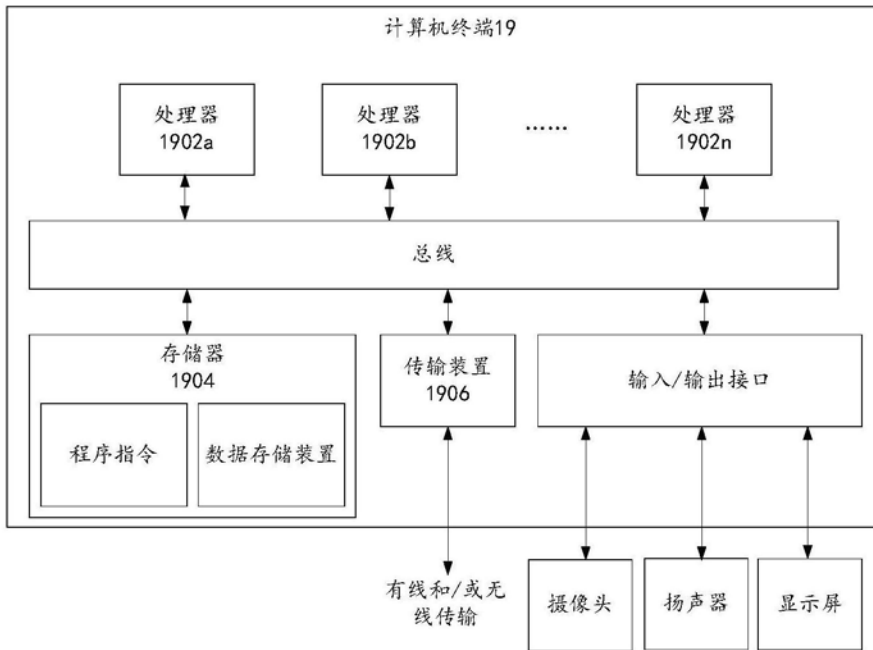 计算机终端19
处理器
1902a
处理器
1902b
……
处理器
1902n
总线
存储器
1904
程序指令
数据存储装置
传输装置
1906
输入/输出接口
有线和/或无
线传输
摄像头
扬声器
显示屏